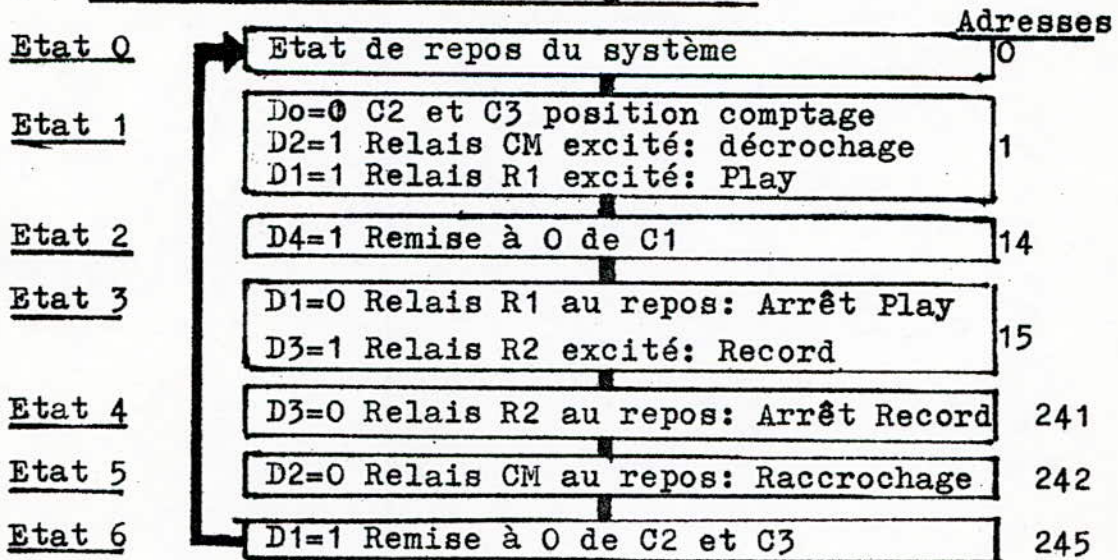 Adresses
Etat 0 Etat de repos du système 0
Etat 1
Do=0 C2 et C3 position comptage
D2=1 Relais CM excité: décrochage 1
D1=1 Relais R1 excité: Play
Etat 2 D4=1 Remise à 0 de C1 14
Etat 3 D1=0 Relais R1 au repos: Arrêt Play
15
D3=1 Relais R2 excité: Record
Etat 4 D3=0 Relais R2 au repos: Arrêt Record 241
Etat 5 D2=0 Relais CM au repos: Raccrochage 242
Etat 6 D1=1 Remise à 0 de C2 et C3 245